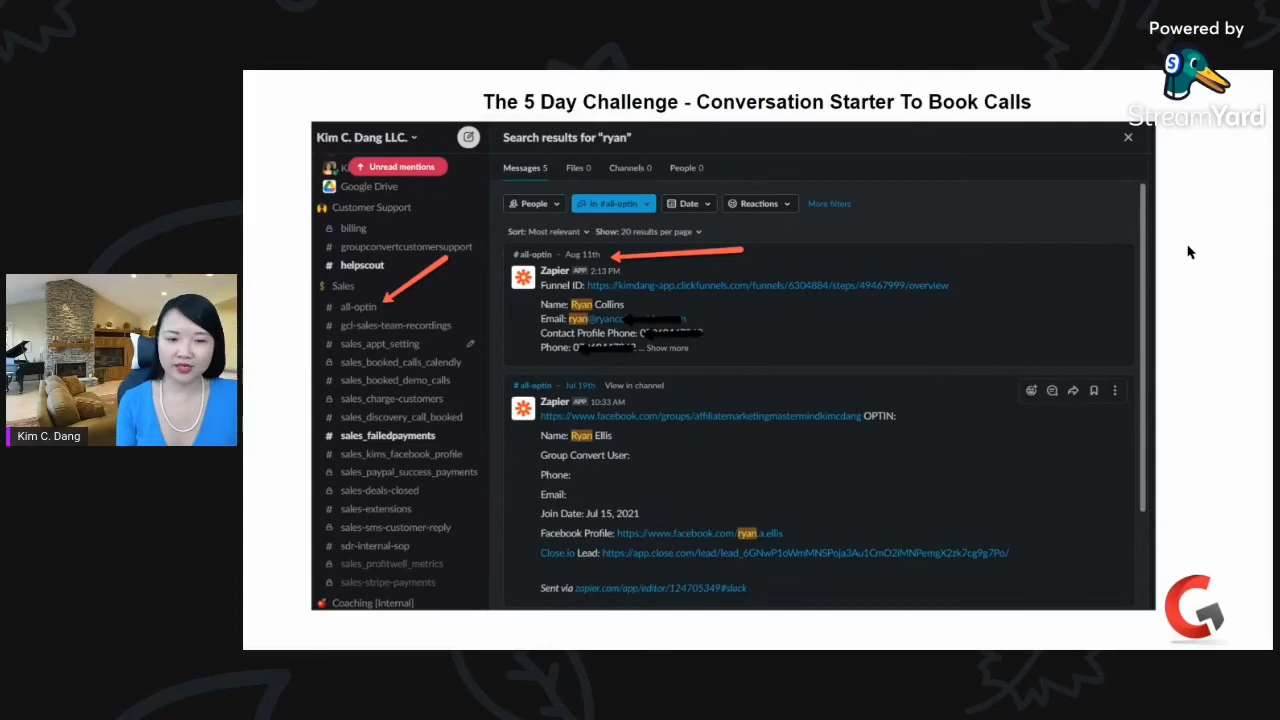 Powered by
StreamYard
The 5 Day Challenge - Conversation Starter To Book Calls
Kim C. Dang LLC.
Unread mentions
Google Drive
Customer Support
billing
groupconvertcustomersupport
helpscout
Sales
all-optin
gcl-sales-team-recordings
sales_appt_setting
sales_booked_calls_calendly
sales_booked_demo_calls
sales_charge-customers
sales_discovery_call_booked
sales_failedpayments
sales_kims_facebook_profile
sales_paypal_success_payments
sales-deals-closed
sales-extensions
sales-sms-customer-reply
sdr-internal-sop
sales_profitwell_metrics
sales-stripe-payments
Coaching [Internal]
Search results for “ryan”
Messages 5 Files 0 Channels 0 People 0
People in #all-optin Date Reactions More filters
Sort: Most relevant Show: 20 results per page
#all-optin - Aug 11th
Zapier APP 2:13 PM
Funnel ID: https://kimdang-app.clickfunnels.com/funnels/6304884/steps/49467999/overview
Name: Ryan Collins
Email: ryan@ryanco
Contact Profile Phone:
Phone: ... Show more
#all-optin - Jul 19th View in channel
Zapier APP 10:33 AM
https://www.facebook.com/groups/affiliatemarketingmastermindkimcdang OPTIN:
Name: Ryan Ellis
Group Convert User:
Phone:
Email:
Join Date: Jul 15, 2021
Facebook Profile: https://www.facebook.com/ryan.a.ellis
Close.io Lead: https://app.close.com/lead/lead_6GNwP1oWmMNSPoja3Au1CmO2iMNPemgX2zk7cg9g7Po/
Sent via zapier.com/app/editor/124705349#slack
Kim C. Dang